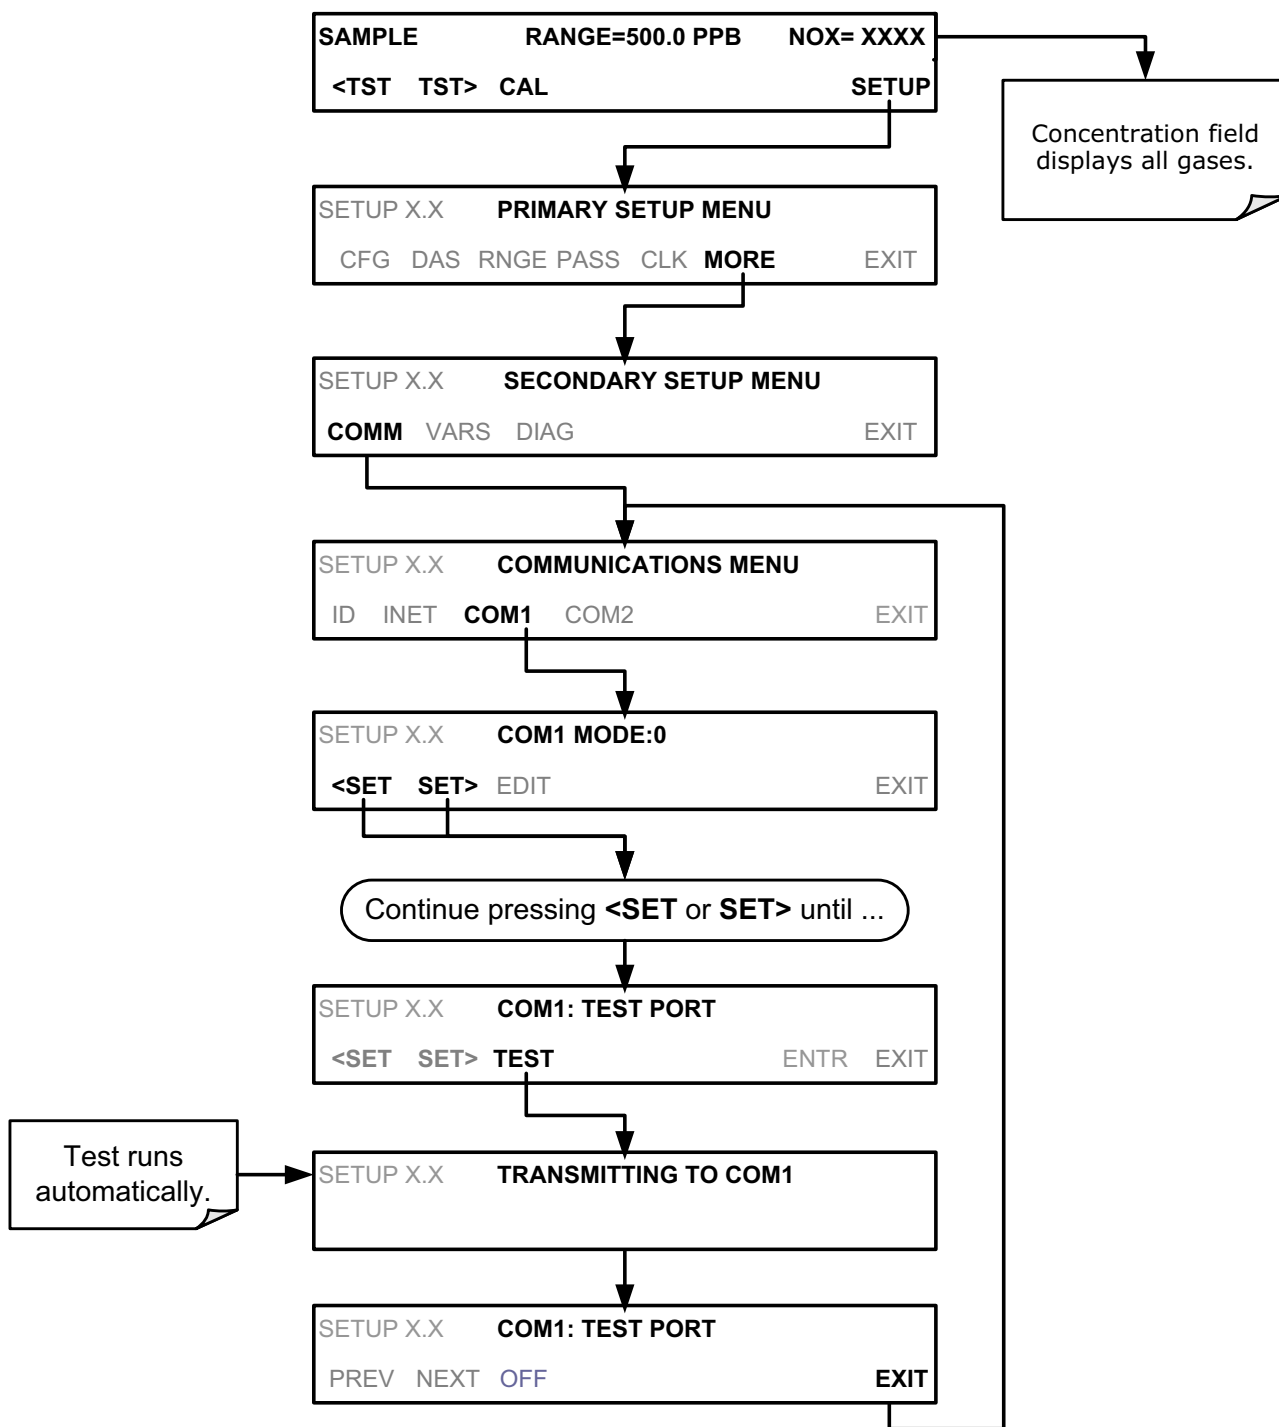 SAMPLE RANGE=500.0 PPB NOX= XXXX
<TST TST> CAL SETUP
Concentration field
displays all gases.
SETUP X.X PRIMARY SETUP MENU
CFG DAS RNGE PASS CLK MORE EXIT
SETUP X.X SECONDARY SETUP MENU
COMM VARS DIAG EXIT
SETUP X.X COMMUNICATIONS MENU
ID INET COM1 COM2 EXIT
SETUP X.X COM1 MODE:0
<SET SET> EDIT EXIT
Continue pressing <SET or SET> until ...
SETUP X.X COM1: TEST PORT
<SET SET> TEST ENTR EXIT
Test runs
automatically.
SETUP X.X TRANSMITTING TO COM1
SETUP X.X COM1: TEST PORT
PREV NEXT OFF EXIT